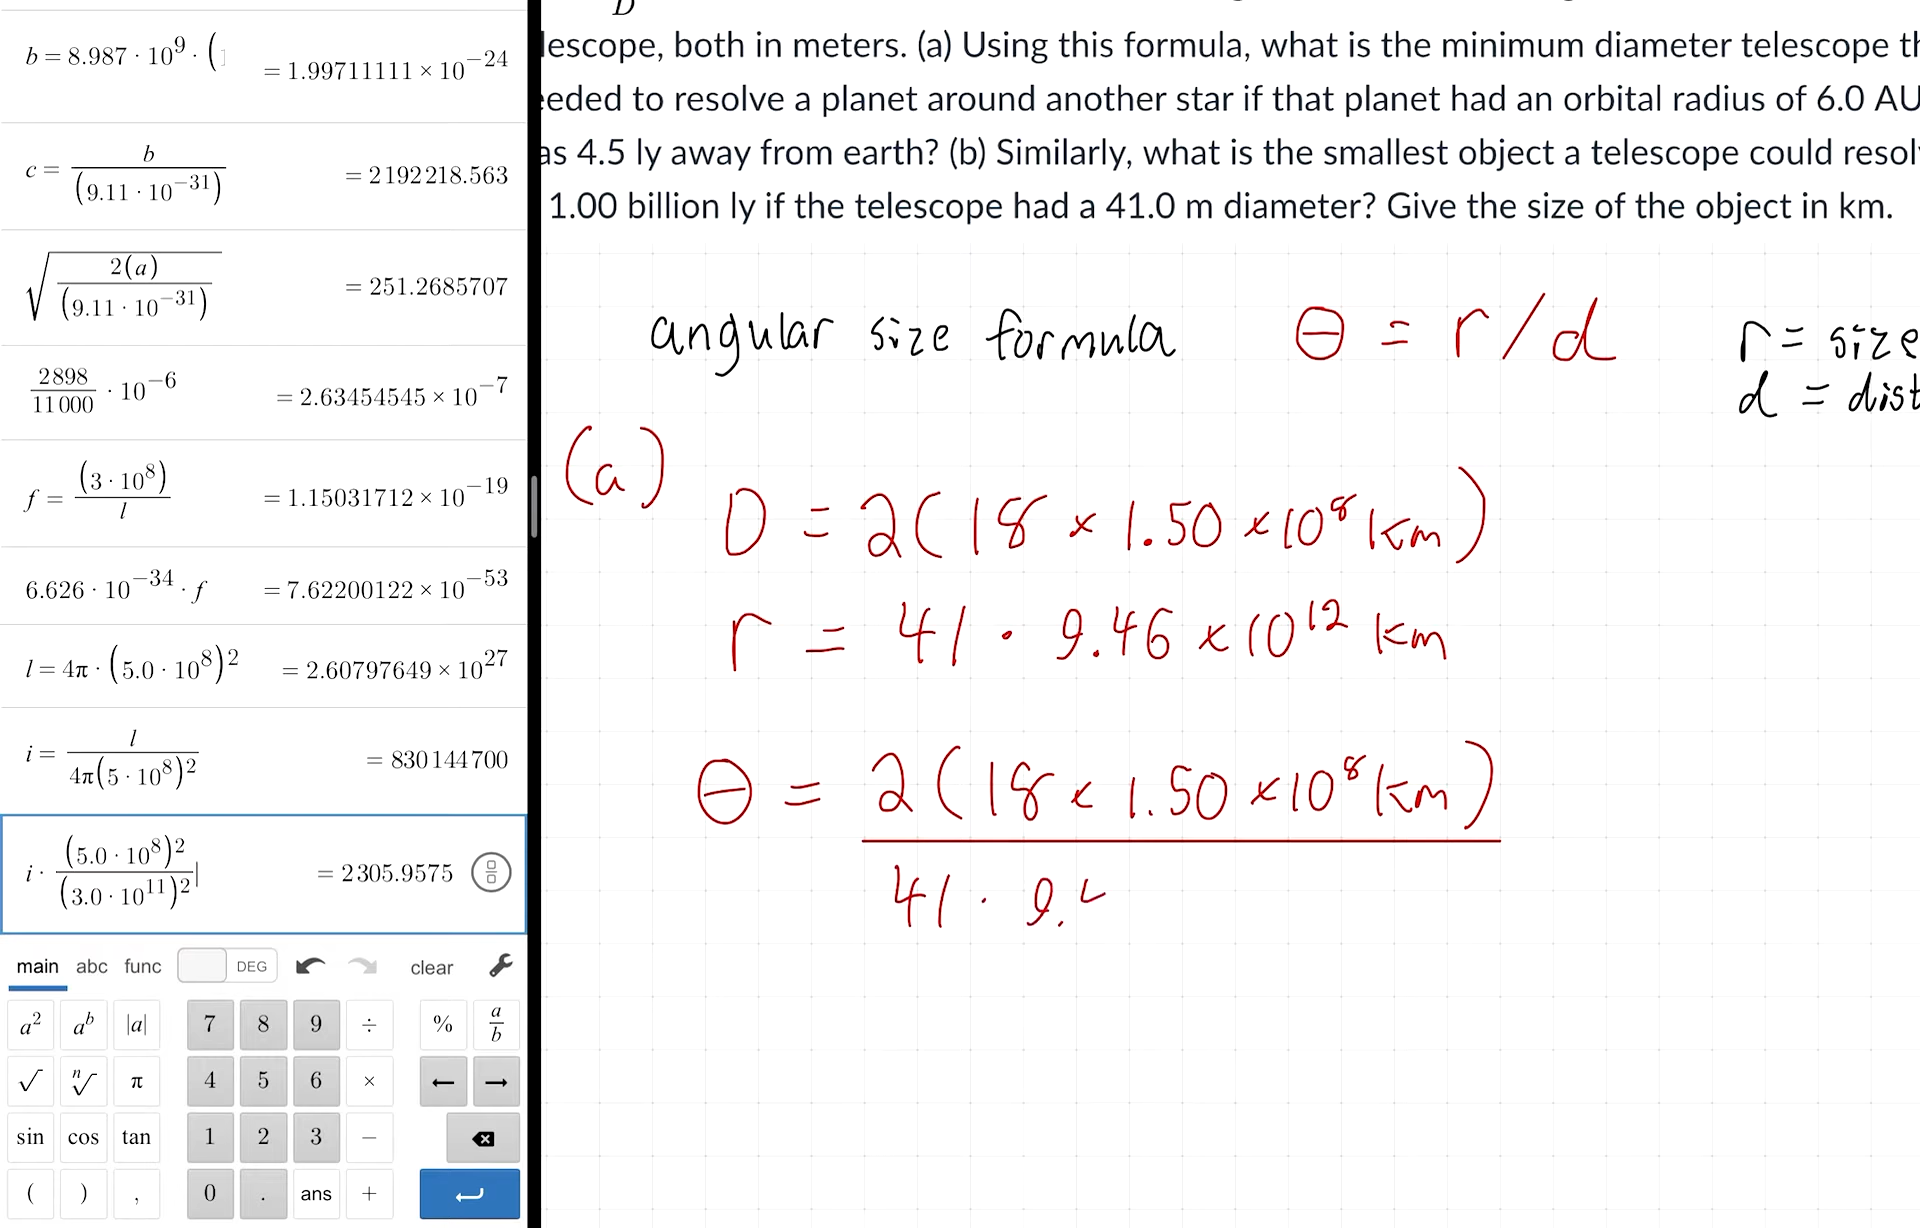 b = 8.987 · 10^9 · ( = 1.99711111 × 10^−24
c = b / (9.11 · 10^−31) = 2192218.563
√(2(a) / (9.11 · 10^−31)) = 251.2685707
2898 / 11000 · 10^−6 = 2.63454545 × 10^−7
f = (3 · 10^8) / l = 1.15031712 × 10^−19
6.626 · 10^−34 · f = 7.62200122 × 10^−53
l = 4π · (5.0 · 10^8)2 = 2.60797649 × 10^27
i = l / 4π(5 · 10^8)2 = 830144700
i · (5.0 · 10^8)2 / (3.0 · 10^11)2 = 2305.9575
main abc func DEG clear
a^2 a^b |a| 7 8 9 ÷ % a/b
√ n√ π 4 5 6 × ← →
sin cos tan 1 2 3 −
( ) , 0 . ans +
D
lescope, both in meters. (a) Using this formula, what is the minimum diameter telescope th
eeded to resolve a planet around another star if that planet had an orbital radius of 6.0 AU
as 4.5 ly away from earth? (b) Similarly, what is the smallest object a telescope could resol
1.00 billion ly if the telescope had a 41.0 m diameter? Give the size of the object in km.
angular size formula θ = r/d r = size
d = dist
(a)
D = 2(18 × 1.50 × 10^8 km)
r = 41 · 9.46 × 10^12 km
θ = 2(18 × 1.50 × 10^8 km)
41 · 9.4